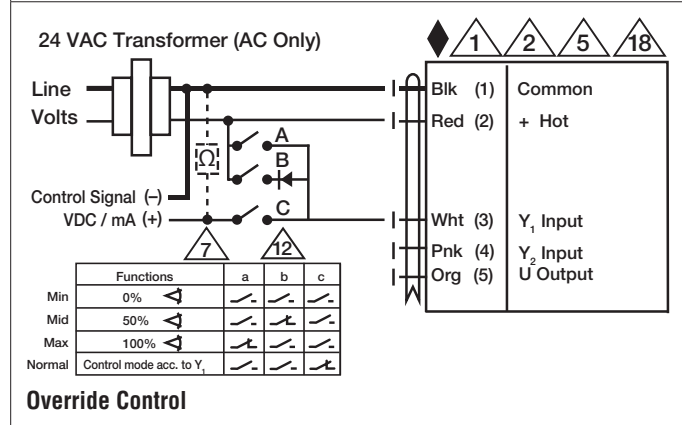 24 VAC Transformer (AC Only)
1 2 5 18
Line
Volts
Blk (1) Common
Red (2) + Hot
A
Ω
B
Control Signal (–)
VDC / mA (+)
C
Wht (3) Y1 Input
Pnk (4) Y2 Input
Org (5) U Output
7 12
Functions a b c
Min 0%
Mid 50%
Max 100%
Normal Control mode acc. to Y1
Override Control